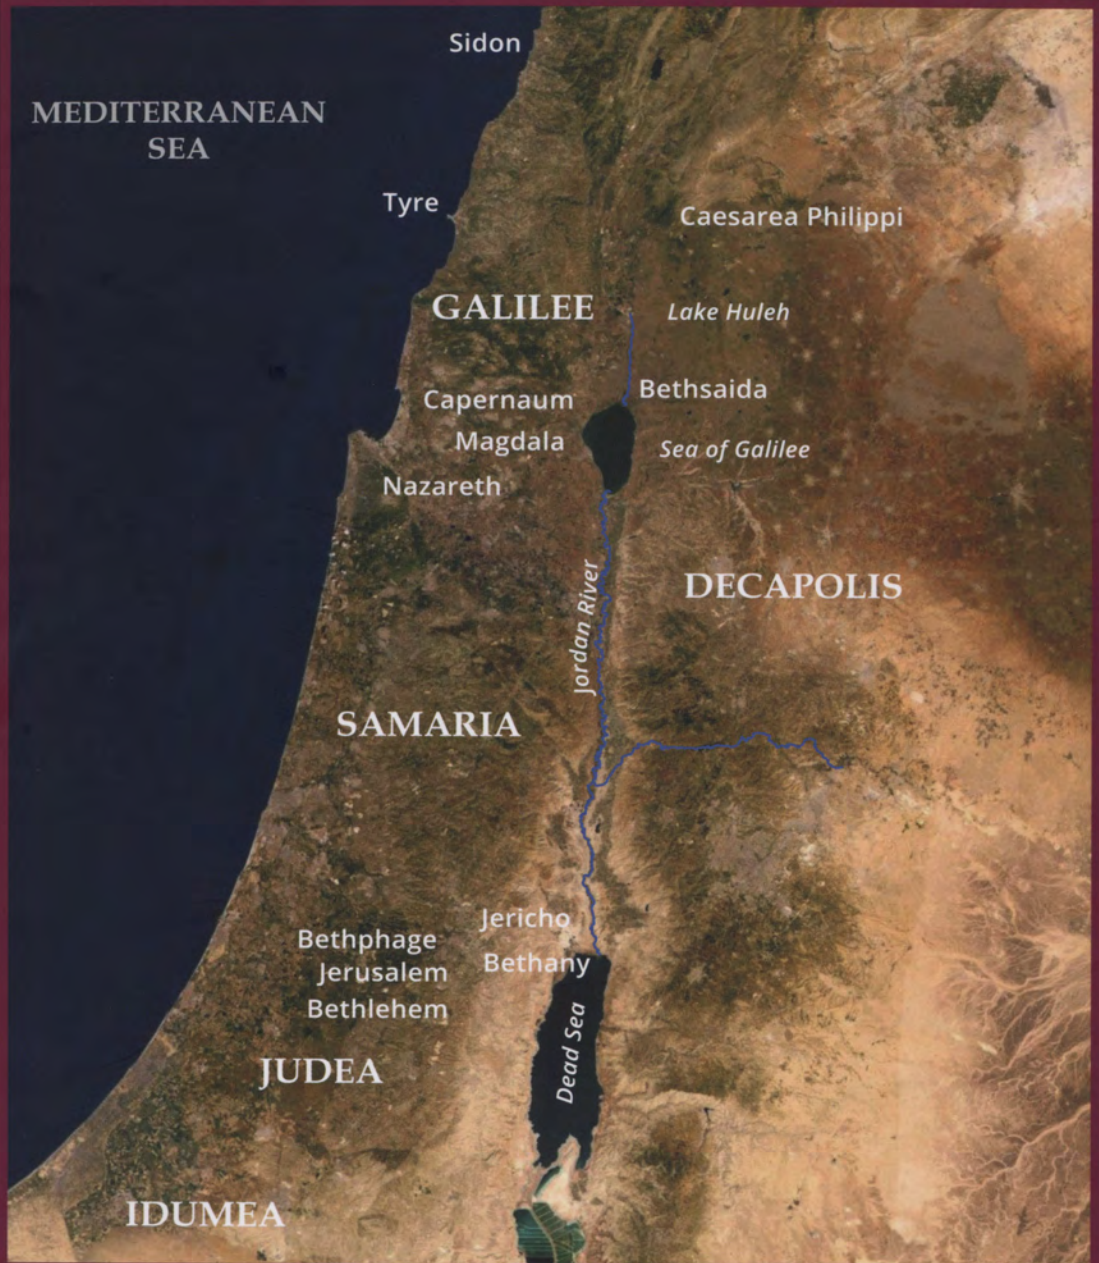 Sidon
MEDITERRANEAN
SEA
Tyre
Caesarea Philippi
GALILEE
Lake Huleh
Bethsaida
Capernaum
Magdala
Sea of Galilee
Nazareth
Jordan River
DECAPOLIS
SAMARIA
Jericho
Bethphage
Bethany
Jerusalem
Bethlehem
Dead Sea
JUDEA
IDUMEA